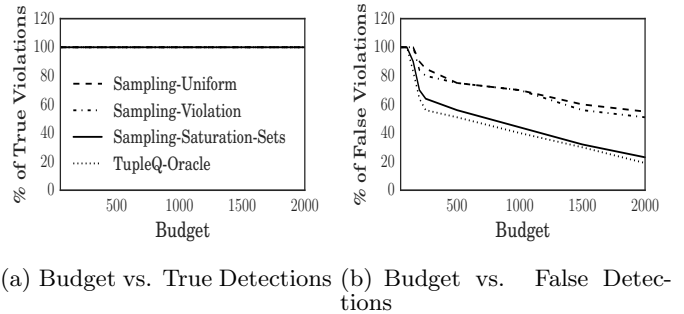 % of True Violations
120
100
80
60
40
20
0
Sampling-Uniform
Sampling-Violation
Sampling-Saturation-Sets
TupleQ-Oracle
500 1000 1500 2000
Budget
% of False Violations
120
100
80
60
40
20
0
500 1000 1500 2000
Budget
(a) Budget vs. True Detections
(b) Budget vs. False Detec-
tions